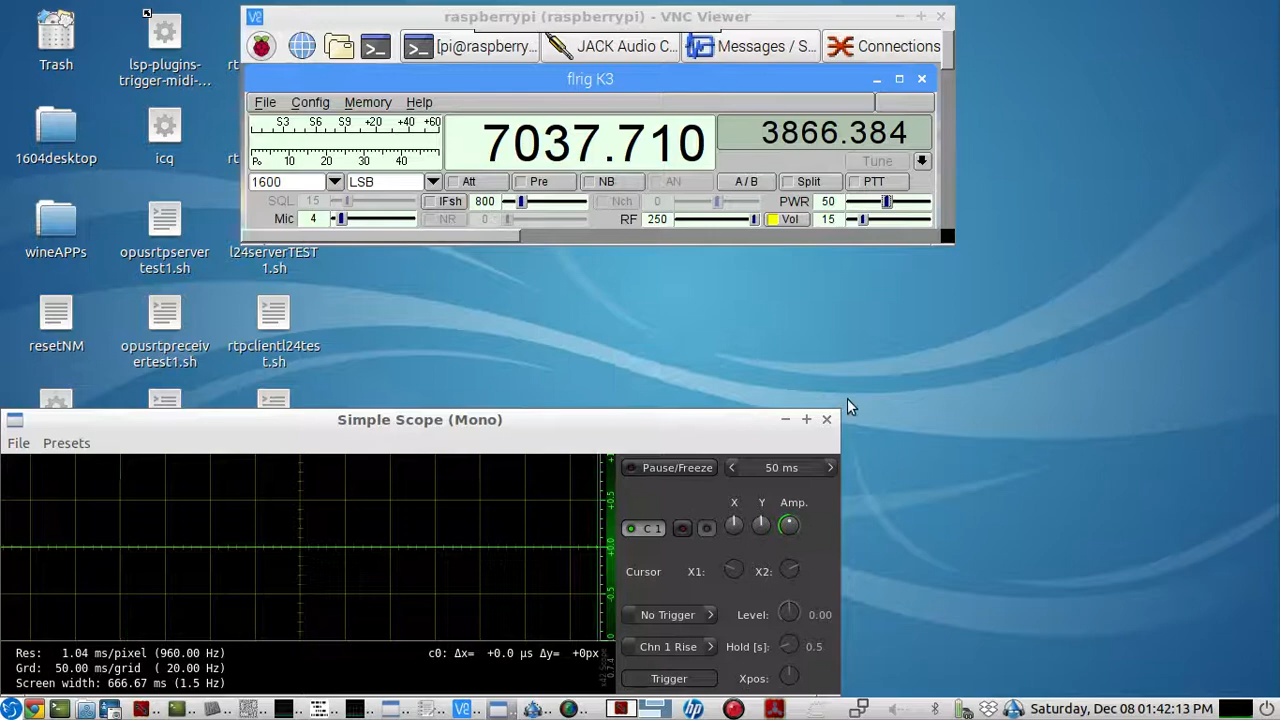 raspberrypi (raspberrypi) - VNC Viewer
[pi@raspberry... JACK Audio C... Messages / S... Connections
flrig K3
File Config Memory Help
S3 S6 S9 +20 +40 +60
Po 10 20 30 40
7037.710
3866.384
Tune
1600 LSB Att Pre NB AN A / B Split PTT
SQL 15 IFsh 800 Nch 0 PWR 50
Mic 4 NR 0 RF 250 Vol 15
Trash
lsp-plugins-
trigger-midi-...
1604desktop
icq
wineAPPs
opusrtpserver
test1.sh
l24serverTEST
1.sh
resetNM
opusrtpreceiv
ertest1.sh
rtpclientl24tes
t.sh
Simple Scope (Mono)
File Presets
+0.5
+0.0
-0.5
Pause/Freeze 50 ms
X Y Amp.
C 1
Cursor X1: X2:
No Trigger Level: 0.00
Chn 1 Rise Hold [s]: 0.5
Trigger Xpos:
Res: 1.04 ms/pixel (960.00 Hz)
Grd: 50.00 ms/grid ( 20.00 Hz)
Screen width: 666.67 ms (1.5 Hz)
c0: Δx= +0.0 µs Δy= +0px
Saturday, Dec 08 01:42:13 PM